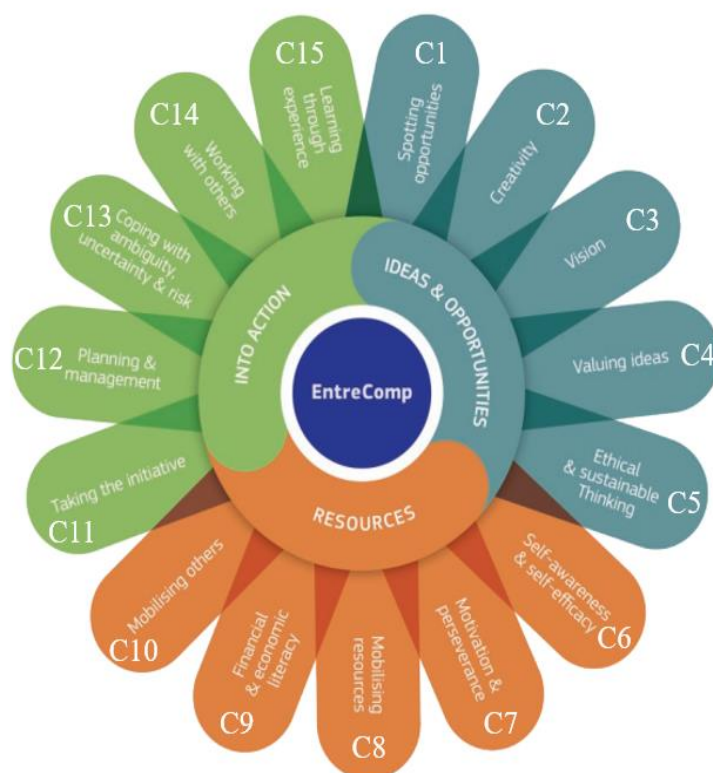 C1
Spotting
opportunities
C2
Creativity
C3
Vision
C4
Valuing ideas
C5
Ethical
& sustainable
Thinking
C6
Self-awareness
& self-efficacy
C7
Motivation &
perseverance
C8
Mobilising
resources
C9
Financial
& economic
literacy
C10
Mobilising others
C11
Taking the initiative
C12
Planning &
management
C13
Coping with
ambiguity,
uncertainty & risk
C14
Working
with others
C15
Learning
through
experience
INTO ACTION
IDEAS & OPPORTUNITIES
RESOURCES
EntreComp